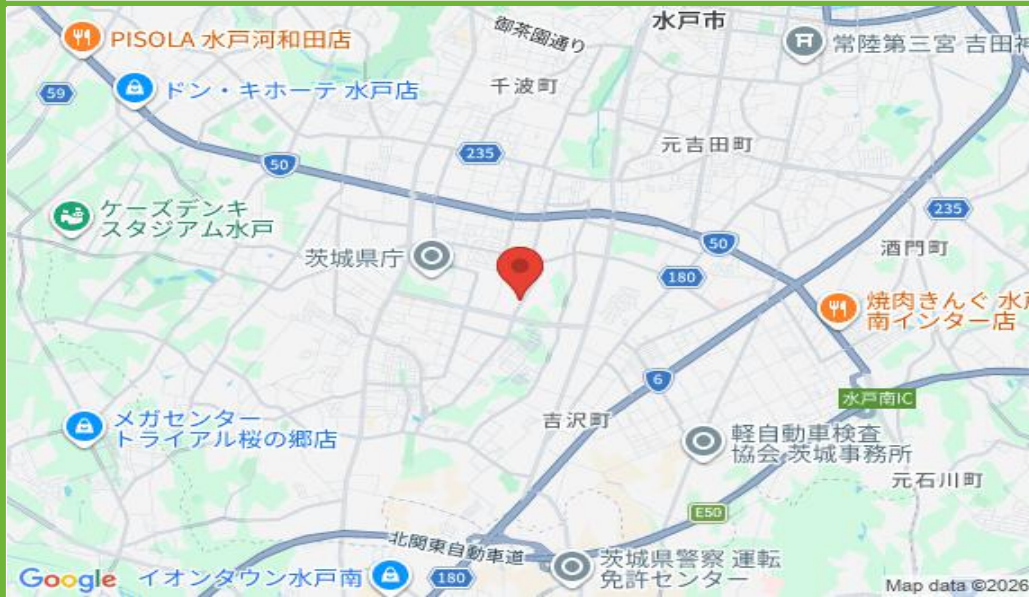 御茶園通り
水戸市
PISOLA 水戸河和田店
常陸第三宮 吉田神
59
ドン・キホーテ 水戸店
千波町
元吉田町
235
50
ケーズデンキ
スタジアム水戸
235
茨城県庁
50
酒門町
180
焼肉きんぐ 水戸
南インター店
6
水戸南IC
メガセンター
トライアル桜の郷店
吉沢町
軽自動車検査
協会 茨城事務所
元石川町
E50
北関東自動車道
茨城県警察 運転
免許センター
Google
イオンタウン水戸南
180
Map data ©2026